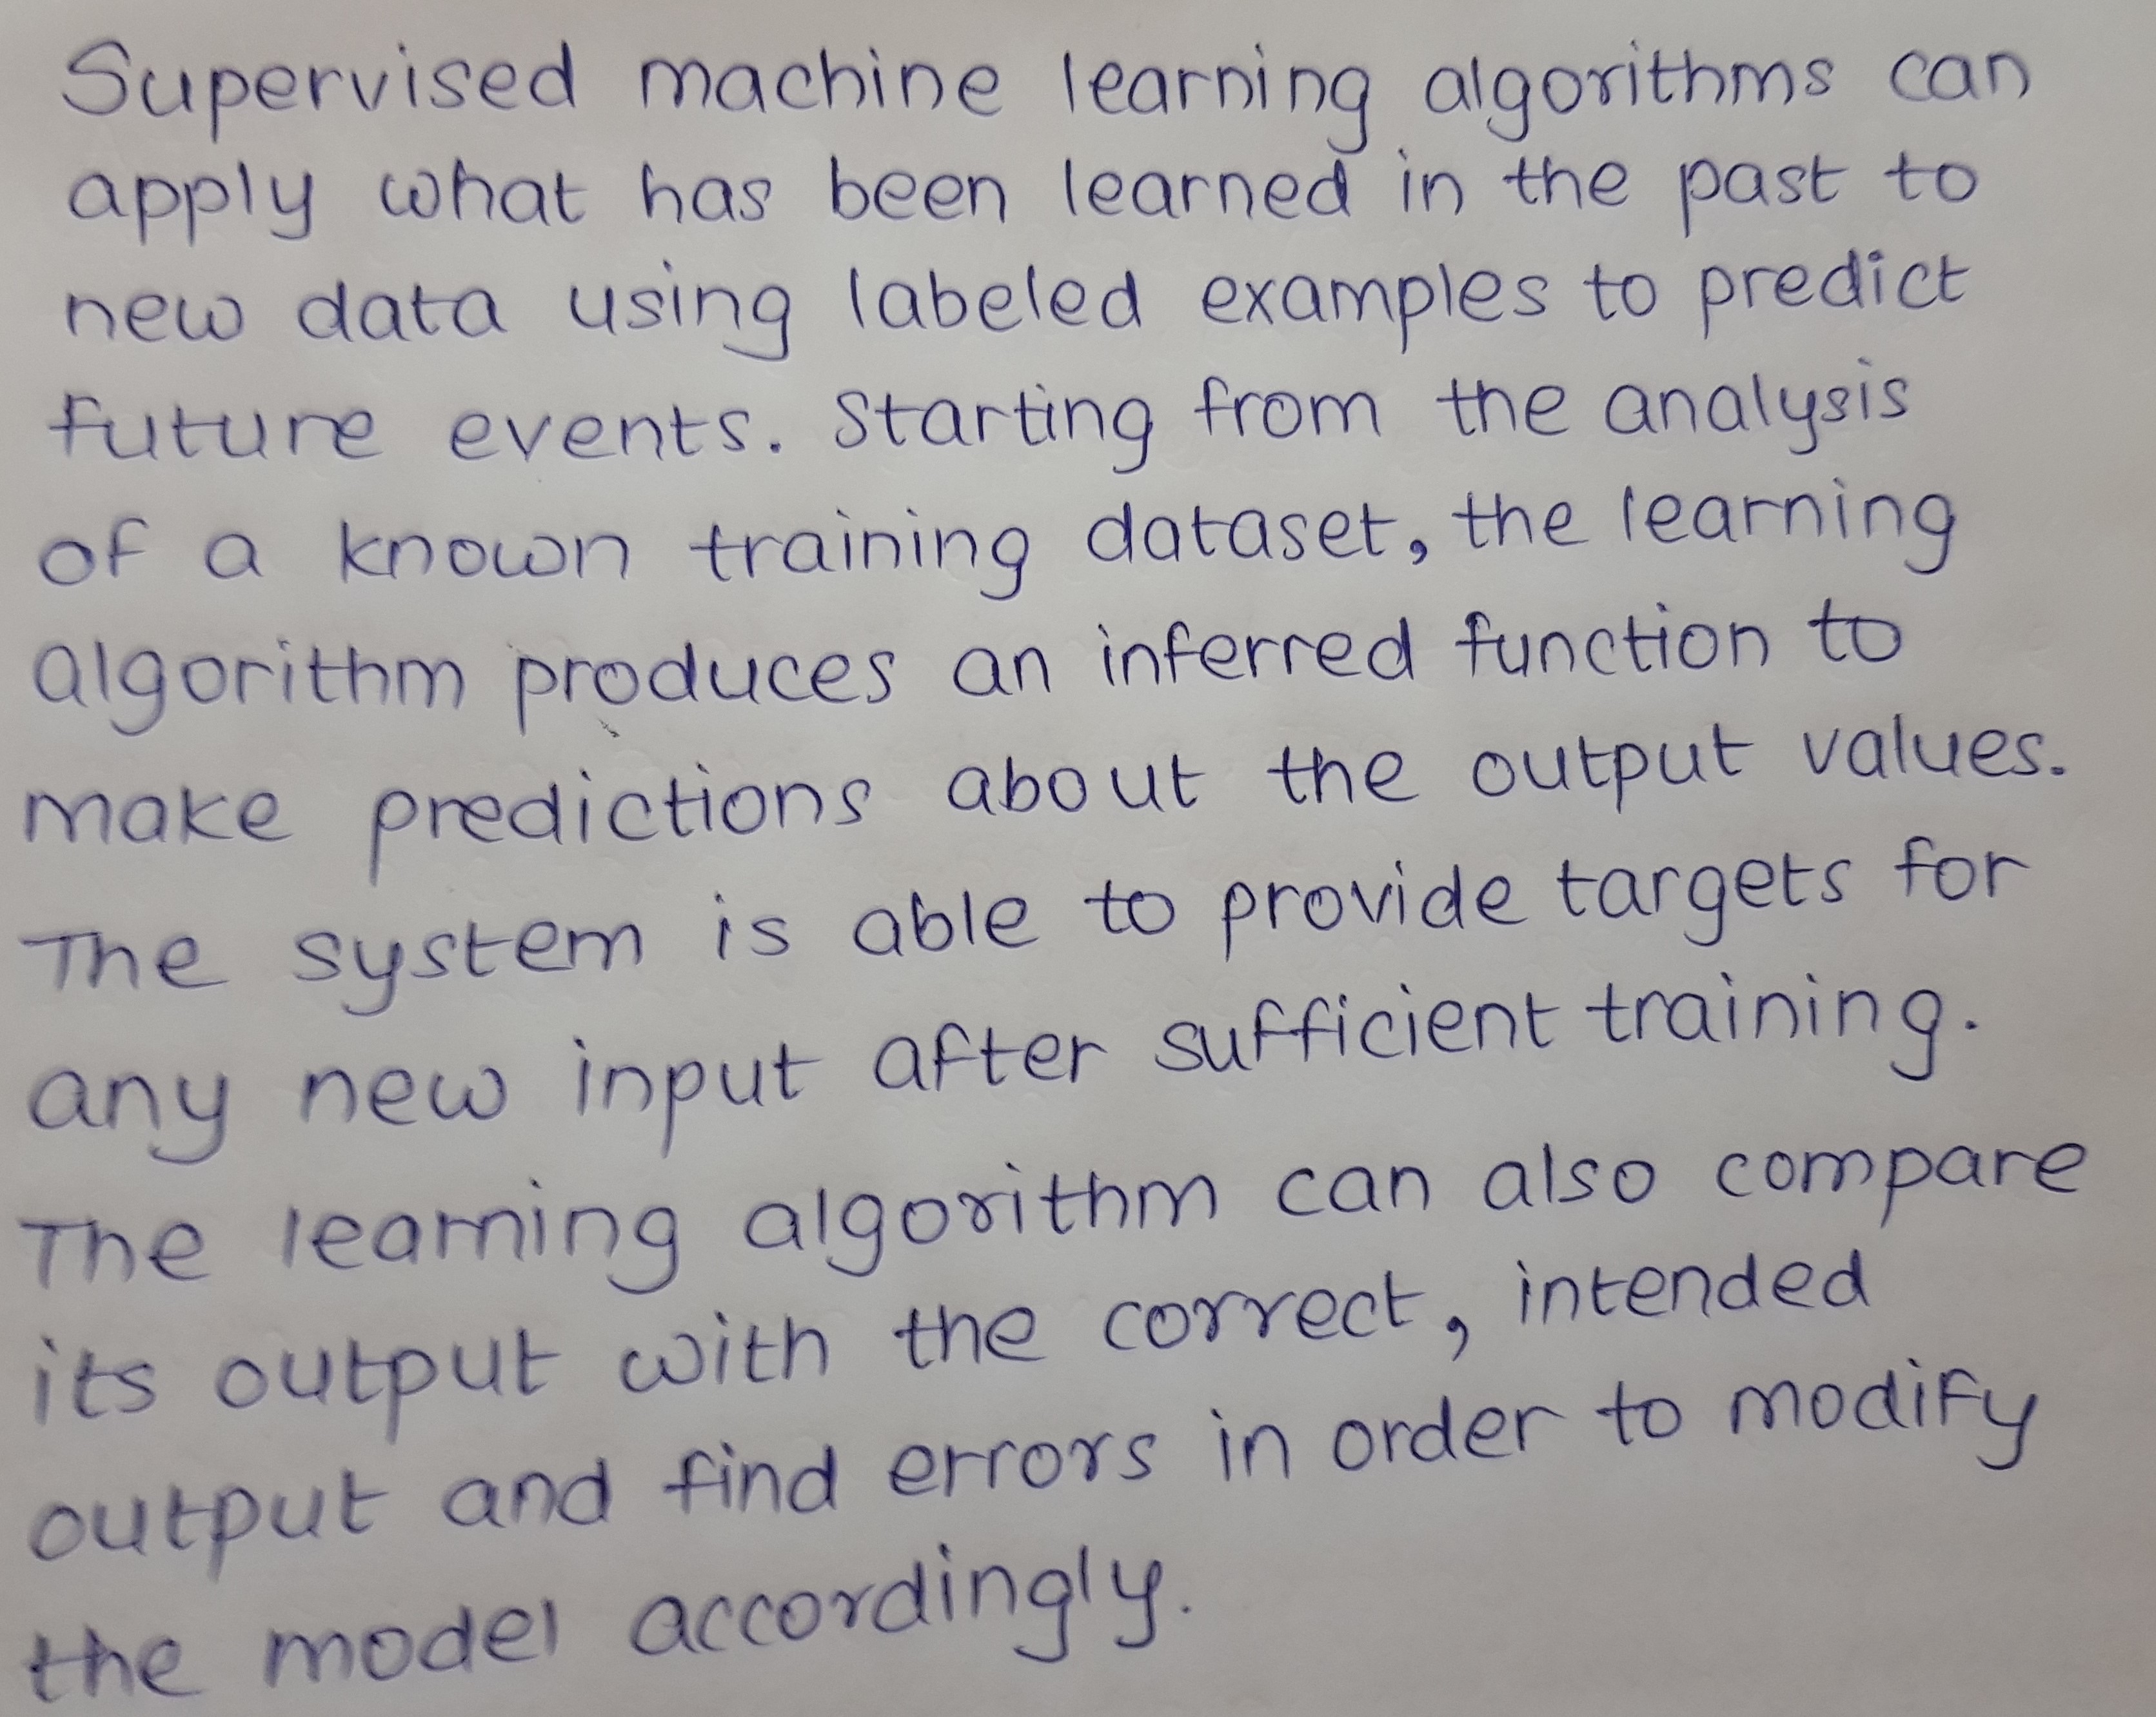 Supervised machine learning algorithms can
apply what has been learned in the past to
new data using labeled examples to predict
future events. Starting from the analysis
of a known training dataset, the learning
algorithm produces an inferred function to
make predictions about the output values.
The system is able to provide targets for
any new input after sufficient training.
The learning algorithm can also compare
its output with the correct, intended
output and find errors in order to modify
the model accordingly.